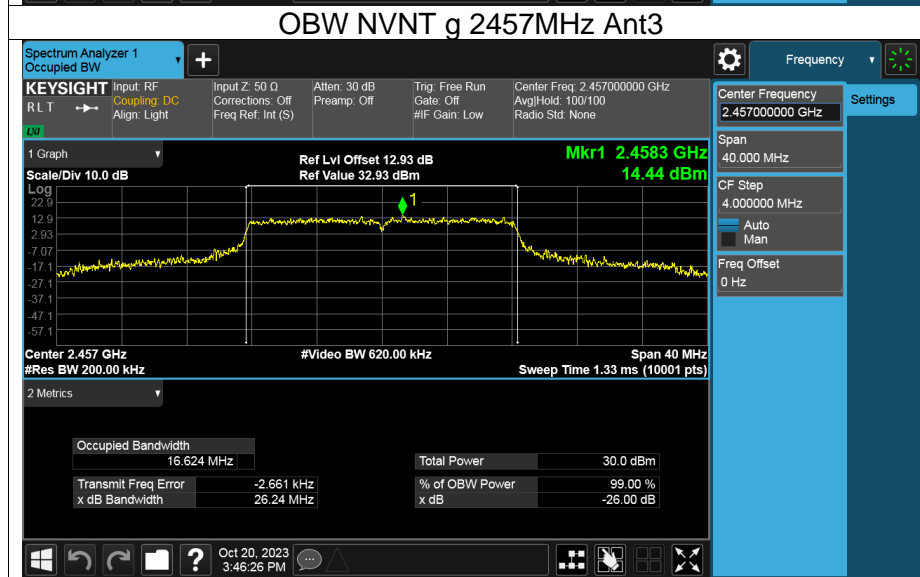 OBW NVNT g 2457MHz Ant3
Spectrum Analyzer 1
Occupied BW
+
Frequency
KEYSIGHT
RLT
LXI
Input: RF
Coupling: DC
Align: Light
Input Z: 50 Ω
Corrections: Off
Freq Ref: Int (S)
Atten: 30 dB
Preamp: Off
Trig: Free Run
Gate: Off
#IF Gain: Low
Center Freq: 2.457000000 GHz
Avg|Hold: 100/100
Radio Std: None
Center Frequency
2.457000000 GHz
Settings
Span
40.000 MHz
CF Step
4.000000 MHz
Auto
Man
Freq Offset
0 Hz
1 Graph
Scale/Div 10.0 dB
Ref Lvl Offset 12.93 dB
Ref Value 32.93 dBm
Mkr1 2.4583 GHz
14.44 dBm
Log
22.9
12.9
2.93
-7.07
-17.1
-27.1
-37.1
-47.1
-57.1
1
Center 2.457 GHz
#Video BW 620.00 kHz
Span 40 MHz
#Res BW 200.00 kHz
Sweep Time 1.33 ms (10001 pts)
2 Metrics
Occupied Bandwidth
16.624 MHz
Total Power 30.0 dBm
Transmit Freq Error -2.661 kHz
% of OBW Power 99.00 %
x dB Bandwidth 26.24 MHz
x dB -26.00 dB
?
Oct 20, 2023
3:46:26 PM